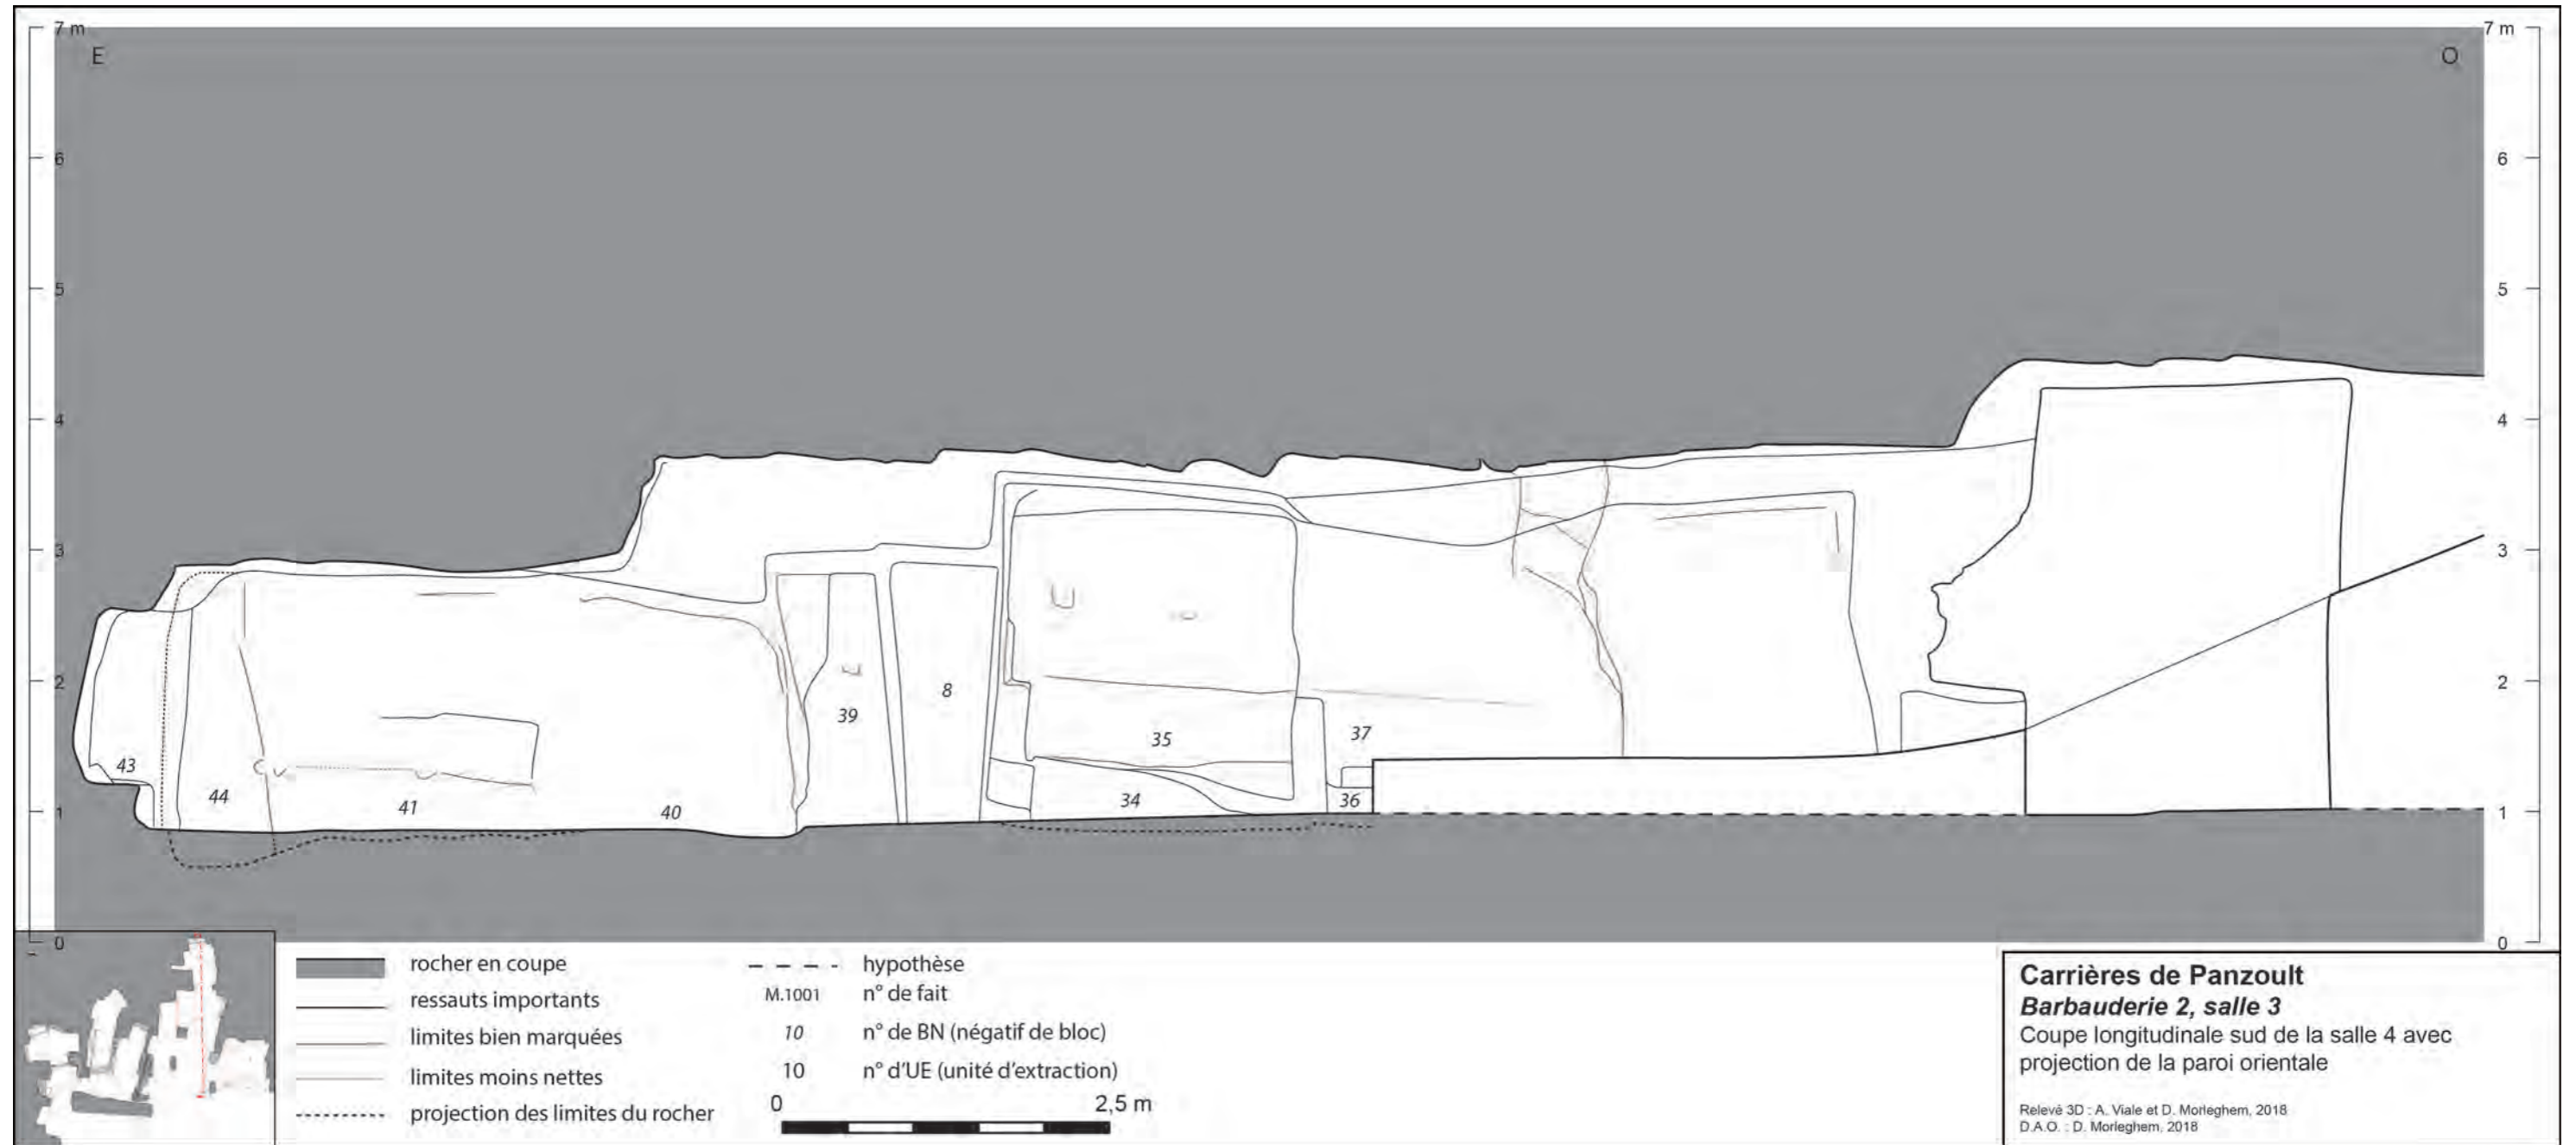 7 m
7 m
E
O
6
6
5
5
4
4
3
3
2
2
1
1
0
0
39
8
35
37
43
44
41
40
34
36
rocher en coupe
ressauts importants
limites bien marquées
limites moins nettes
projection des limites du rocher
hypothèse
M.1001 n° de fait
10 n° de BN (négatif de bloc)
10 n° d'UE (unité d'extraction)
0 2,5 m
Carrières de Panzoult
Barbauderie 2, salle 3
Coupe longitudinale sud de la salle 4 avec
projection de la paroi orientale
Relevé 3D : A. Viale et D. Morleghem, 2018
D.A.O. : D. Morleghem, 2018